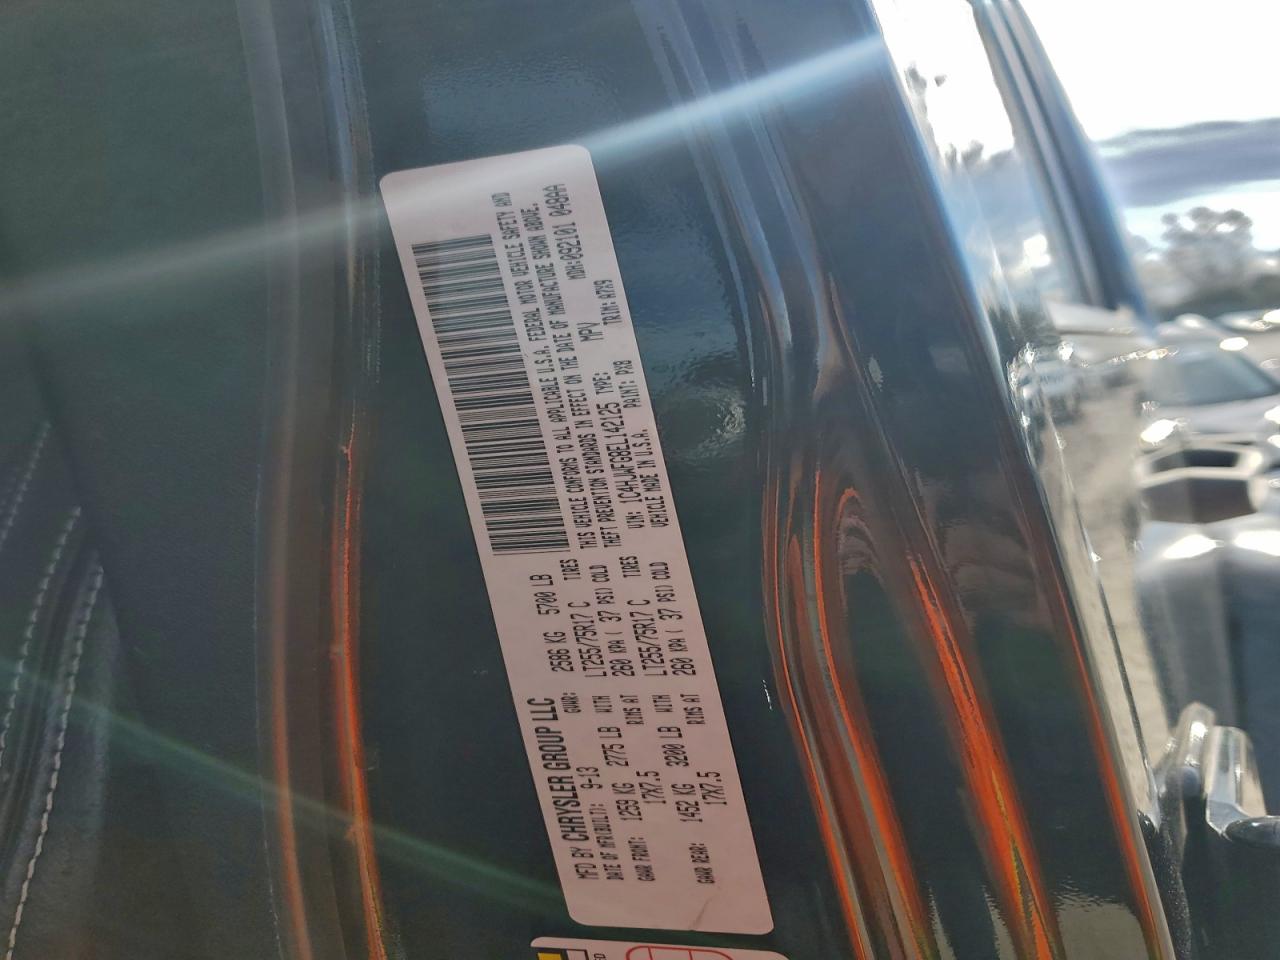 MFD BY CHRYSLER GROUP LLC
DATE OF MFR(BUILT): 9-13 GVWR: 2586 KG 5700 LB
GAWR FRONT: 1259 KG 2775 LB WITH LT255/75R17 C TIRES
17X7.5 RIMS AT 260 KPA( 37 PSI) COLD
GAWR REAR: 1452 KG 3200 LB WITH LT255/75R17 C TIRES
17X7.5 RIMS AT 260 KPA( 37 PSI) COLD
THIS VEHICLE CONFORMS TO ALL APPLICABLE U.S.A. FEDERAL MOTOR VEHICLE SAFETY AND
THEFT PREVENTION STANDARDS IN EFFECT ON THE DATE OF MANUFACTURE SHOWN ABOVE.
VIN: 1C4HJWFG8EL142125 TYPE: MPV MDH:092101 048AA
VEHICLE MADE IN U.S.A. PAINT: PX8 TRIM: A7X9